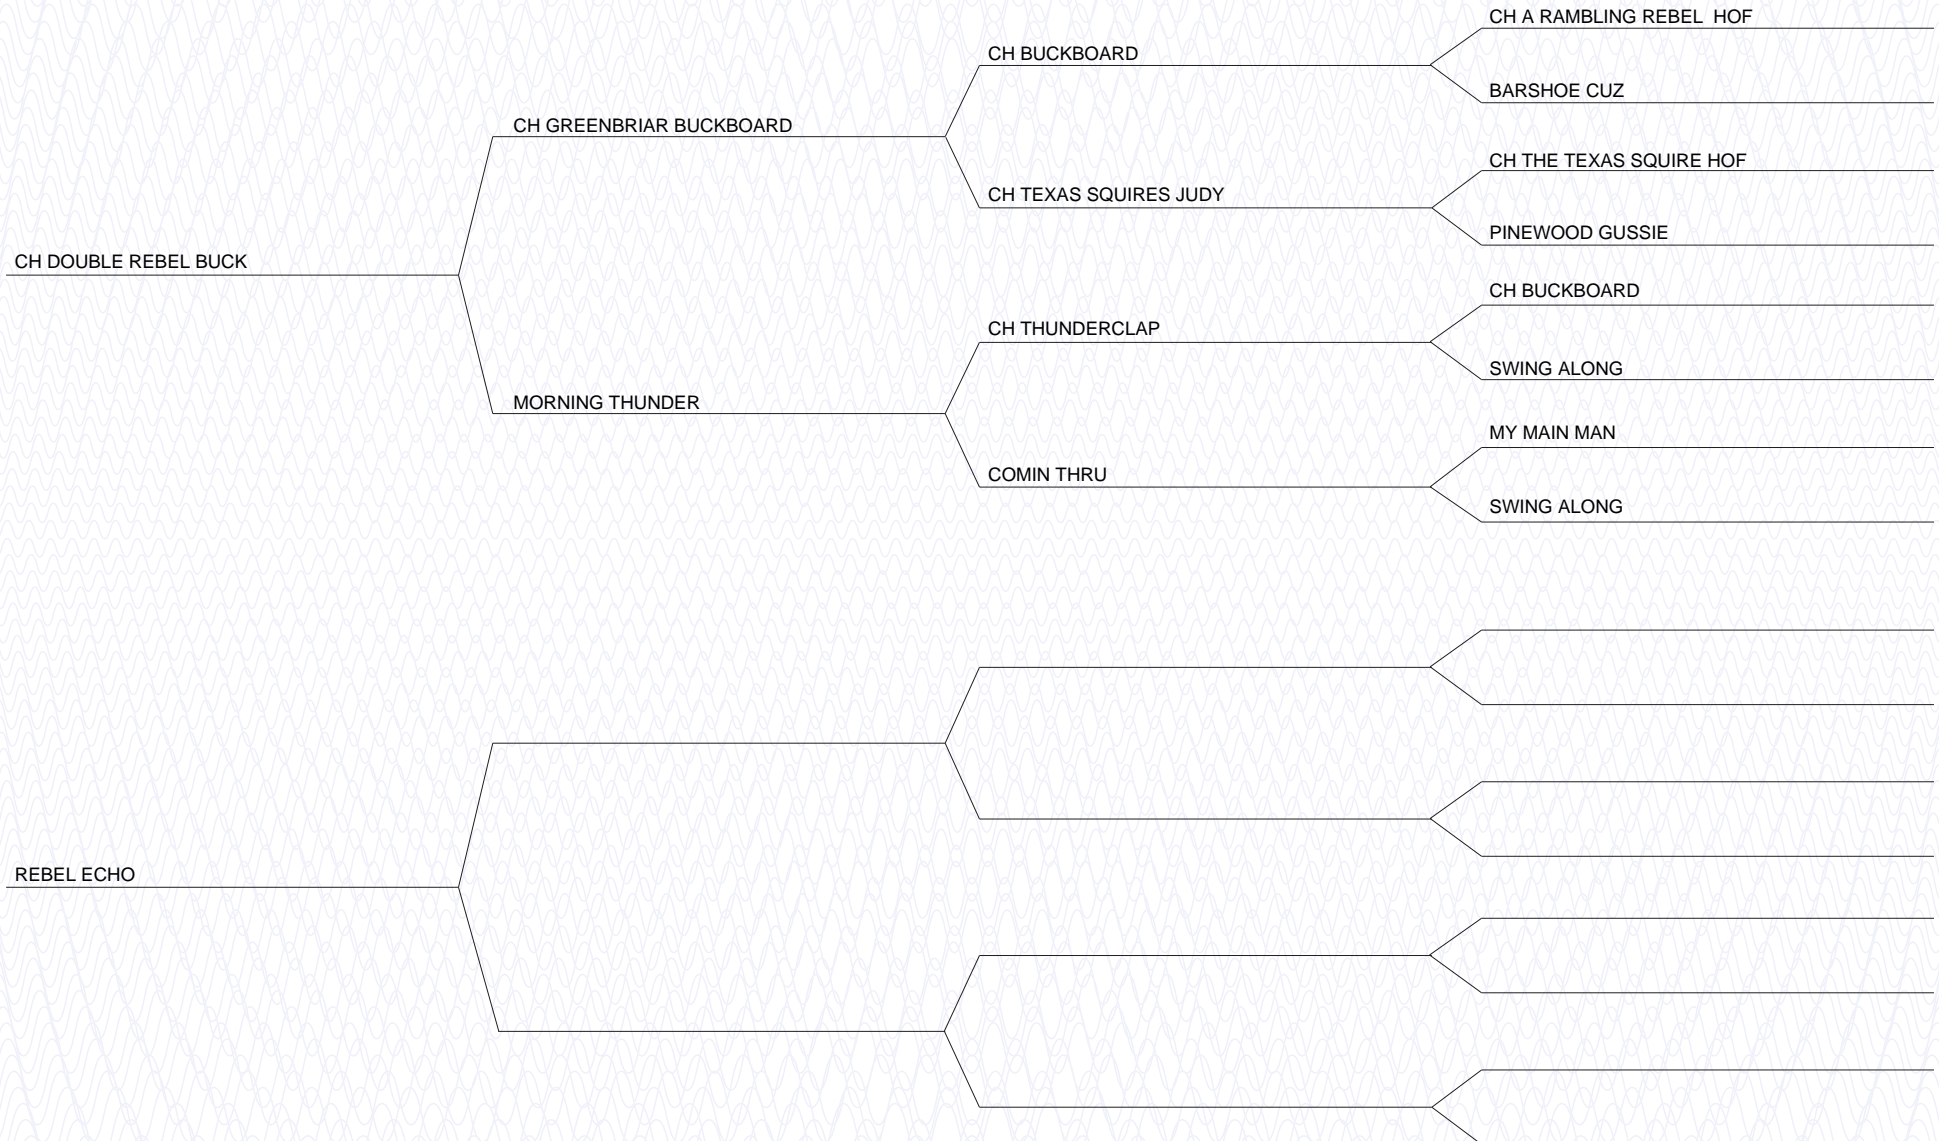 CH A RAMBLING REBEL  HOF
CH BUCKBOARD
BARSHOE CUZ
CH GREENBRIAR BUCKBOARD
CH THE TEXAS SQUIRE HOF
CH TEXAS SQUIRES JUDY
PINEWOOD GUSSIE
CH DOUBLE REBEL BUCK
CH BUCKBOARD
CH THUNDERCLAP
SWING ALONG
MORNING THUNDER
MY MAIN MAN
COMIN THRU
SWING ALONG
REBEL ECHO